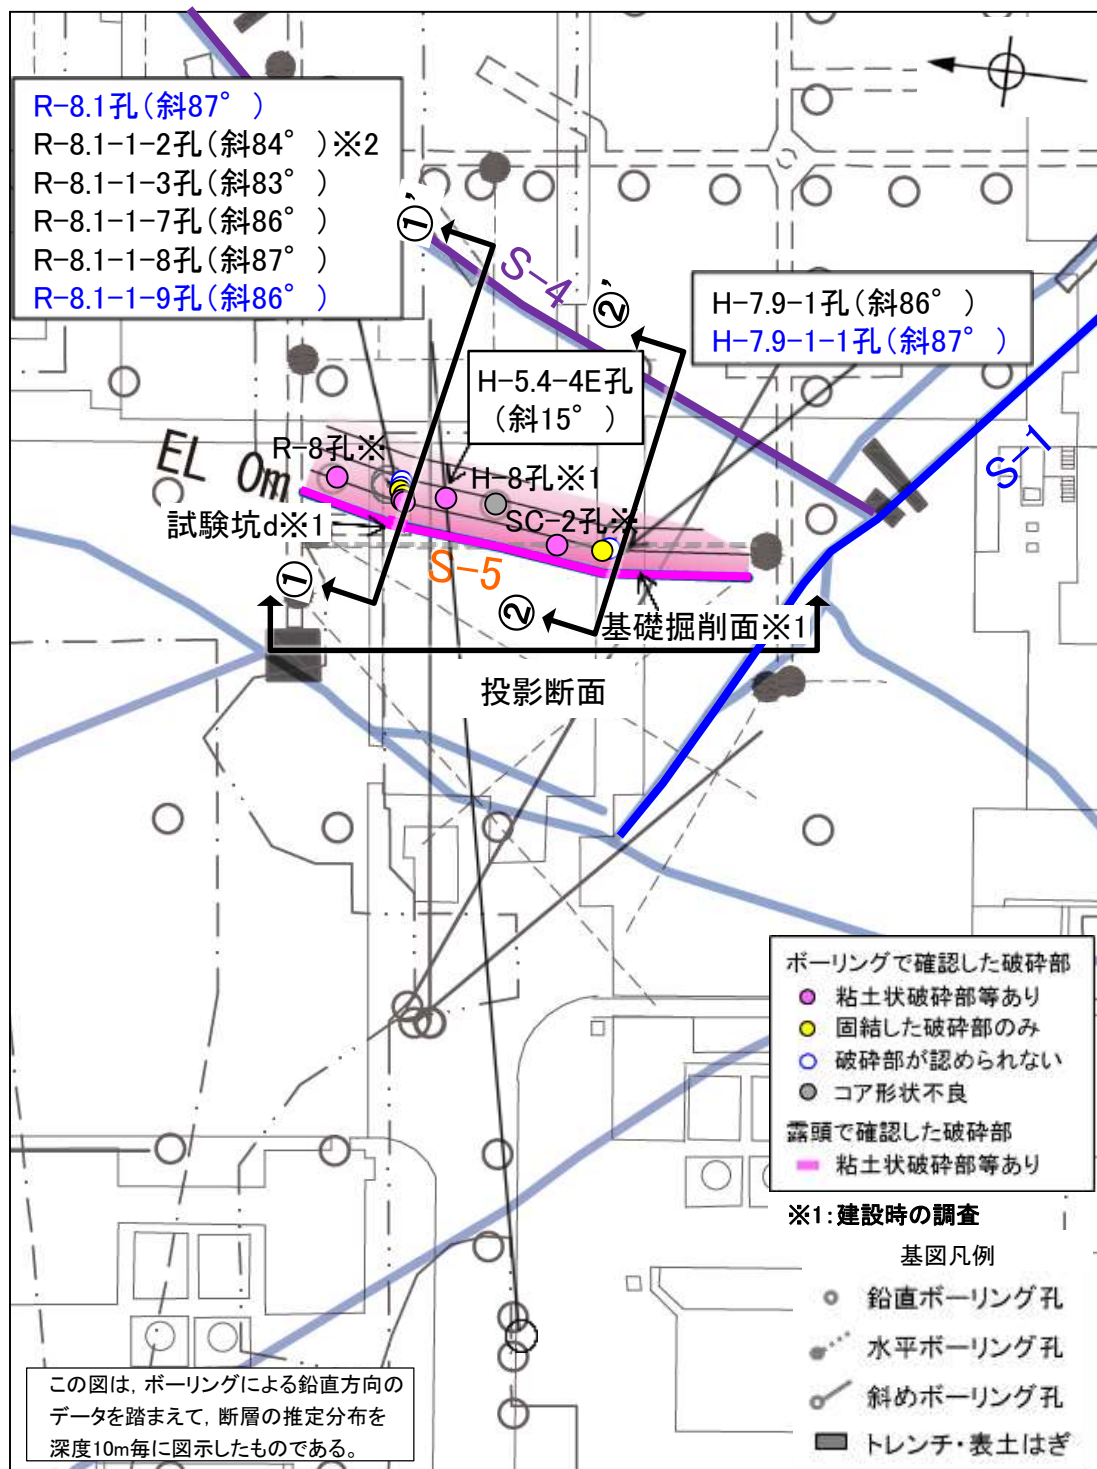 R-8.1孔(斜87°)
R-8.1-1-2孔(斜84°)※2
R-8.1-1-3孔(斜83°)
R-8.1-1-7孔(斜86°)
R-8.1-1-8孔(斜87°)
R-8.1-1-9孔(斜86°)
①’
S-4
②’
H-7.9-1孔(斜86°)
H-7.9-1-1孔(斜87°)
H-5.4-4E孔
(斜15°)
S-1
EL 0m
R-8孔※
H-8孔※1
試験坑d※1
SC-2孔※
S-5
①
②
基礎掘削面※1
投影断面
ボーリングで確認した破砕部
粘土状破砕部等あり
固結した破砕部のみ
破砕部が認められない
コア形状不良
露頭で確認した破砕部
粘土状破砕部等あり
※1:建設時の調査
基図凡例
鉛直ボーリング孔
水平ボーリング孔
斜めボーリング孔
トレンチ・表土はぎ
この図は,ボーリングによる鉛直方向の
データを踏まえて,断層の推定分布を
深度10m毎に図示したものである。